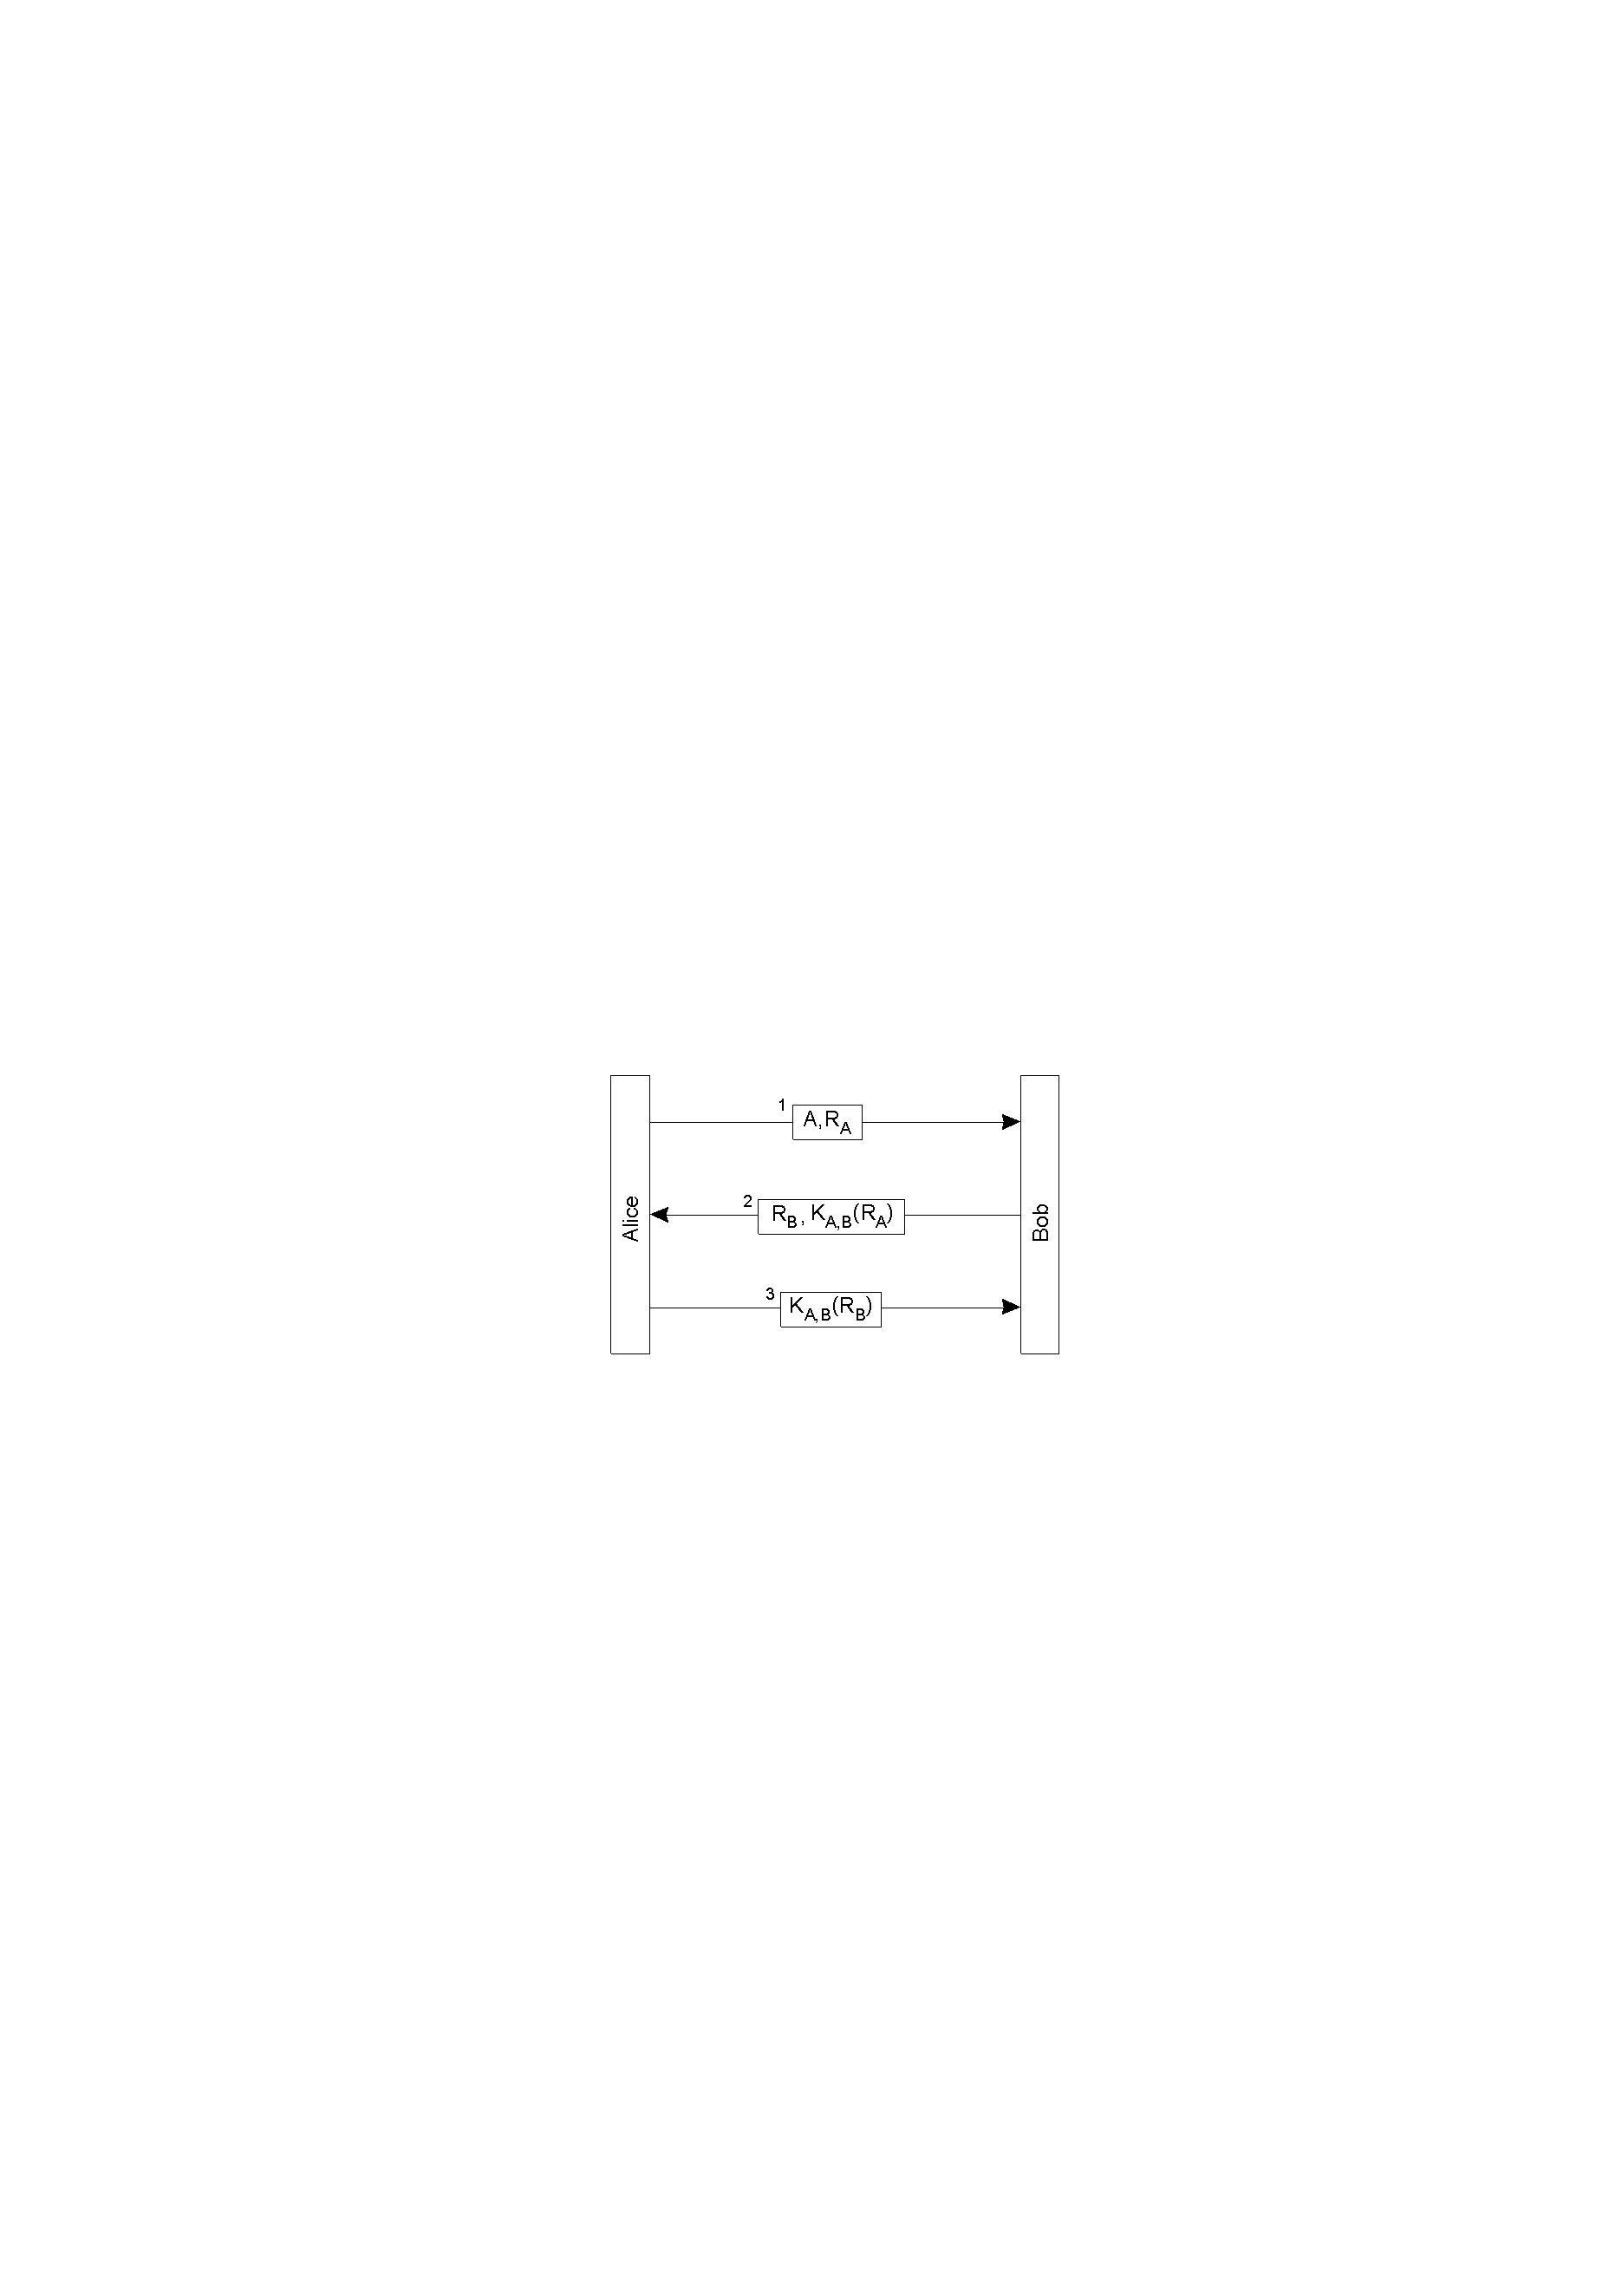 1
A,R_A
2
R_B, K_A,B(R_A)
3
K_A,B(R_B)
Alice
Bob